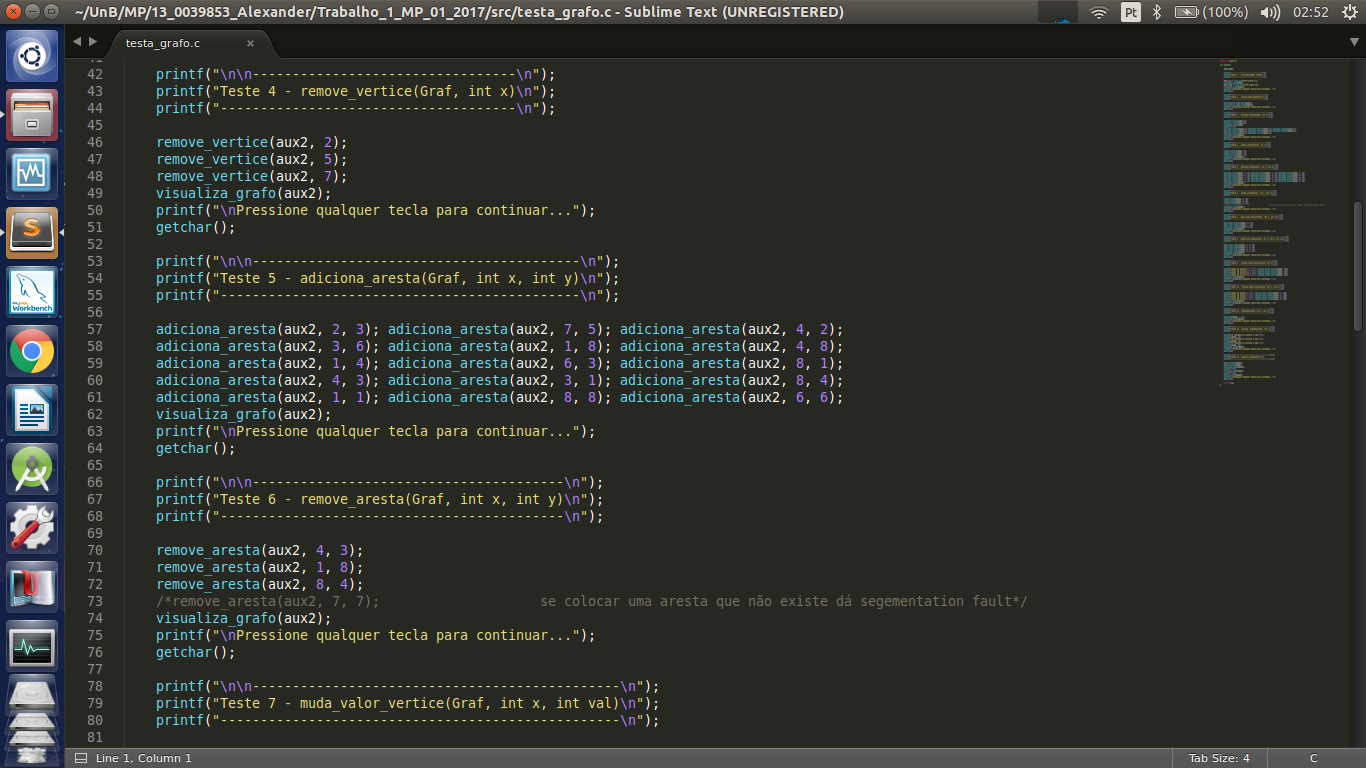 ~/UnB/MP/13_0039853_Alexander/Trabalho_1_MP_01_2017/src/testa_grafo.c - Sublime Text (UNREGISTERED)
Pt (100%) 02:52
testa_grafo.c ×
41
42 printf("\n\n---------------------------------\n");
43 printf("Teste 4 - remove_vertice(Graf, int x)\n");
44 printf("-------------------------------------\n");
45
46 remove_vertice(aux2, 2);
47 remove_vertice(aux2, 5);
48 remove_vertice(aux2, 7);
49 visualiza_grafo(aux2);
50 printf("\nPressione qualquer tecla para continuar...");
51 getchar();
52
53 printf("\n\n-----------------------------------------\n");
54 printf("Teste 5 - adiciona_aresta(Graf, int x, int y)\n");
55 printf("---------------------------------------------\n");
56
57 adiciona_aresta(aux2, 2, 3); adiciona_aresta(aux2, 7, 5); adiciona_aresta(aux2, 4, 2);
58 adiciona_aresta(aux2, 3, 6); adiciona_aresta(aux2, 1, 8); adiciona_aresta(aux2, 4, 8);
59 adiciona_aresta(aux2, 1, 4); adiciona_aresta(aux2, 6, 3); adiciona_aresta(aux2, 8, 1);
60 adiciona_aresta(aux2, 4, 3); adiciona_aresta(aux2, 3, 1); adiciona_aresta(aux2, 8, 4);
61 adiciona_aresta(aux2, 1, 1); adiciona_aresta(aux2, 8, 8); adiciona_aresta(aux2, 6, 6);
62 visualiza_grafo(aux2);
63 printf("\nPressione qualquer tecla para continuar...");
64 getchar();
65
66 printf("\n\n---------------------------------------\n");
67 printf("Teste 6 - remove_aresta(Graf, int x, int y)\n");
68 printf("-------------------------------------------\n");
69
70 remove_aresta(aux2, 4, 3);
71 remove_aresta(aux2, 1, 8);
72 remove_aresta(aux2, 8, 4);
73 /*remove_aresta(aux2, 7, 7); se colocar uma aresta que não existe dá segementation fault*/
74 visualiza_grafo(aux2);
75 printf("\nPressione qualquer tecla para continuar...");
76 getchar();
77
78 printf("\n\n----------------------------------------------\n");
79 printf("Teste 7 - muda_valor_vertice(Graf, int x, int val)\n");
80 printf("--------------------------------------------------\n");
81
MySQL
Workbench
Line 1, Column 1 Tab Size: 4 C